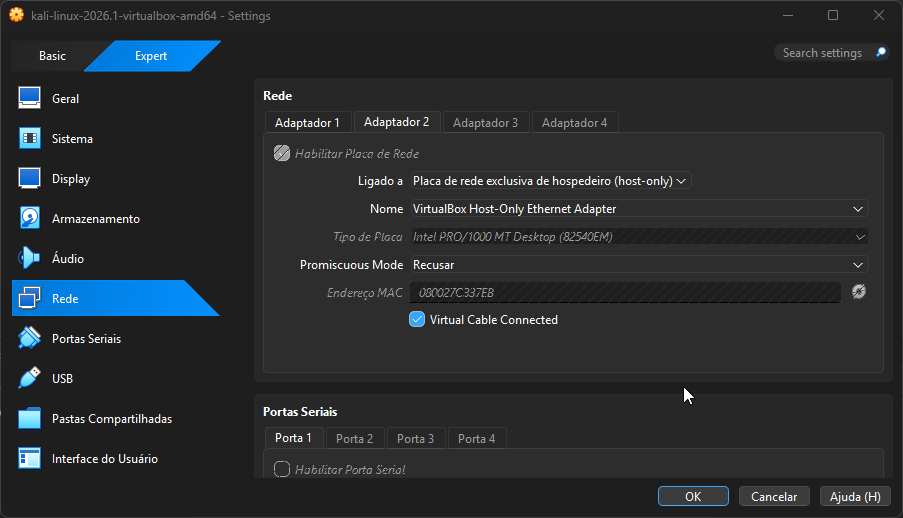 kali-linux-2026.1-virtualbox-amd64 - Settings
Basic Expert Search settings
Geral
Sistema
Display
Armazenamento
Áudio
Rede
Portas Seriais
USB
Pastas Compartilhadas
Interface do Usuário
Rede
Adaptador 1 Adaptador 2 Adaptador 3 Adaptador 4
Habilitar Placa de Rede
Ligado a Placa de rede exclusiva de hospedeiro (host-only)
Nome VirtualBox Host-Only Ethernet Adapter
Tipo de Placa Intel PRO/1000 MT Desktop (82540EM)
Promiscuous Mode Recusar
Endereço MAC 080027C337EB
Virtual Cable Connected
Portas Seriais
Porta 1 Porta 2 Porta 3 Porta 4
Habilitar Porta Serial
OK Cancelar Ajuda (H)